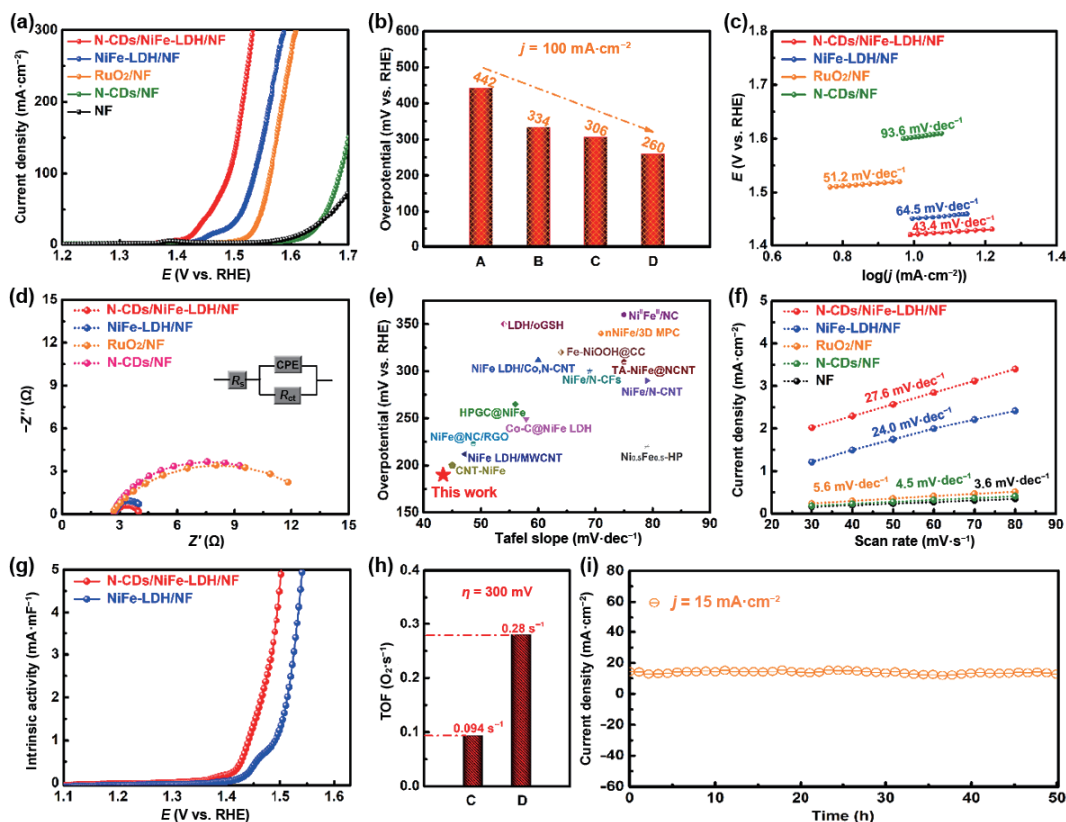 (a)
300
200
100
0
1.2
1.3
1.4
1.5
1.6
1.7
Current density (mA·cm⁻²)
E (V vs. RHE)
N-CDs/NiFe-LDH/NF
NiFe-LDH/NF
RuO₂/NF
N-CDs/NF
NF
(b)
600
500
400
300
200
100
0
Overpotential (mV vs. RHE)
j = 100 mA·cm⁻²
442
334
306
260
A
B
C
D
(c)
1.8
1.7
1.6
1.5
1.4
0.6
0.8
1.0
1.2
1.4
E (V vs. RHE)
log(j (mA·cm⁻²))
N-CDs/NiFe-LDH/NF
NiFe-LDH/NF
RuO₂/NF
N-CDs/NF
93.6 mV·dec⁻¹
51.2 mV·dec⁻¹
64.5 mV·dec⁻¹
43.4 mV·dec⁻¹
(d)
−15
−12
−9
−6
−3
0
0
3
6
9
12
15
−Z″ (Ω)
Z′ (Ω)
N-CDs/NiFe-LDH/NF
NiFe-LDH/NF
RuO₂/NF
N-CDs/NF
CPE
Rs
Rct
(e)
350
300
250
200
150
40
50
60
70
80
90
Overpotential (mV vs. RHE)
Tafel slope (mV·dec⁻¹)
NiᴵᴵFeᴵᴵ/NC
LDH/oGSH
nNiFe/3D MPC
Fe-NiOOH@CC
TA-NiFe@NCNT
NiFe LDH/Co,N-CNT
NiFe/N-CFs
NiFe/N-CNT
HPGC@NiFe
Co-C@NiFe LDH
NiFe@NC/RGO
Ni₀.₅Fe₀.₅-HP
NiFe LDH/MWCNT
CNT-NiFe
This work
(f)
5
4
3
2
1
0
20
30
40
50
60
70
80
90
Current density (mA·cm⁻²)
Scan rate (mV·s⁻¹)
N-CDs/NiFe-LDH/NF
NiFe-LDH/NF
RuO₂/NF
N-CDs/NF
NF
27.6 mV·dec⁻¹
24.0 mV·dec⁻¹
5.6 mV·dec⁻¹
4.5 mV·dec⁻¹
3.6 mV·dec⁻¹
(g)
5
4
3
2
1
0
1.1
1.2
1.3
1.4
1.5
1.6
Intrinsic activity (mA·mF⁻¹)
E (V vs. RHE)
N-CDs/NiFe-LDH/NF
NiFe-LDH/NF
(h)
0.4
0.3
0.2
0.1
0.0
TOF (O₂·s⁻¹)
η = 300 mV
0.28 s⁻¹
0.094 s⁻¹
C
D
(i)
60
40
20
0
−20
−40
−60
0
10
20
30
40
50
Current density (mA·cm⁻²)
Time (h)
j = 15 mA·cm⁻²